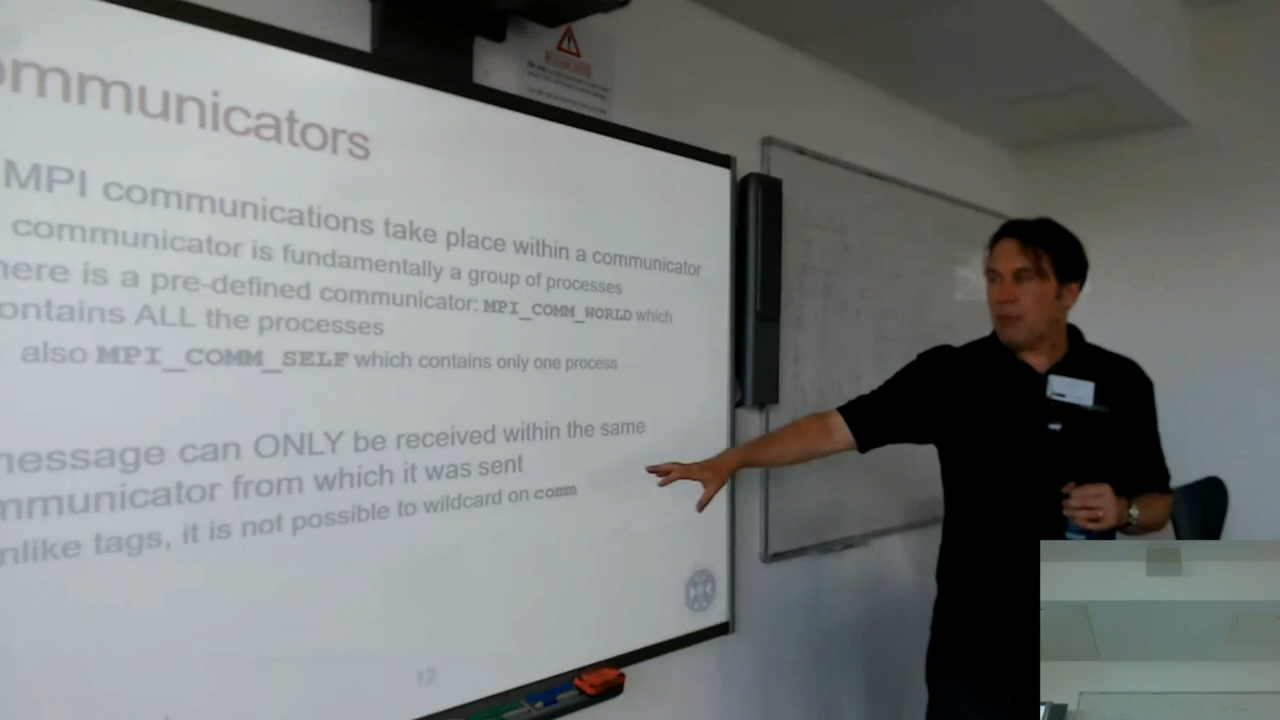 ommunicators
MPI communications take place within a communicator
communicator is fundamentally a group of processes
here is a pre-defined communicator: MPI_COMM_WORLD which
ontains ALL the processes
also MPI_COMM_SELF which contains only one process
message can ONLY be received within the same
mmunicator from which it was sent
nlike tags, it is not possible to wildcard on comm
12